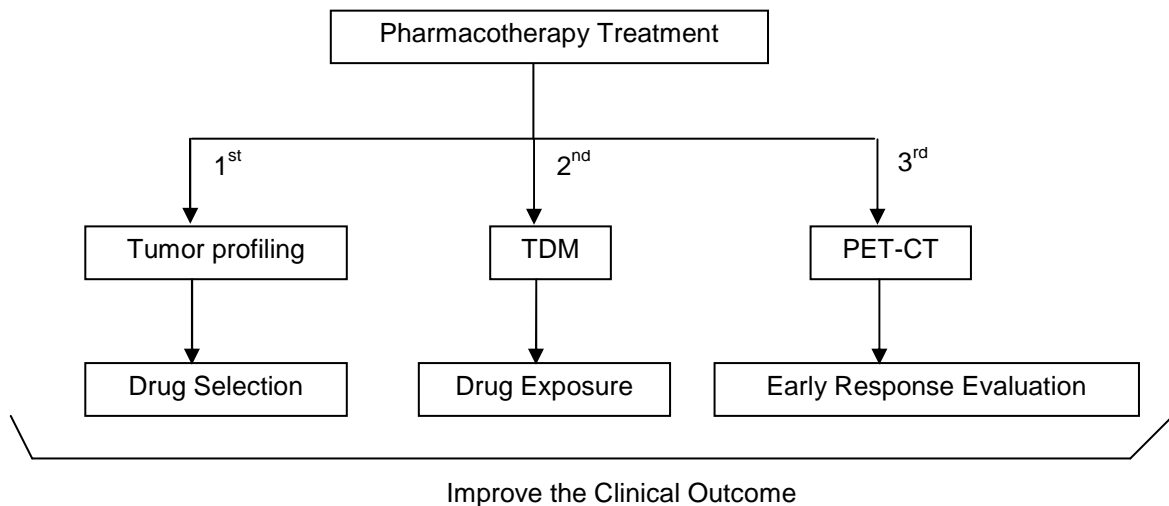 Pharmacotherapy Treatment
1st
2nd
3rd
Tumor profiling
TDM
PET-CT
Drug Selection
Drug Exposure
Early Response Evaluation
Improve the Clinical Outcome